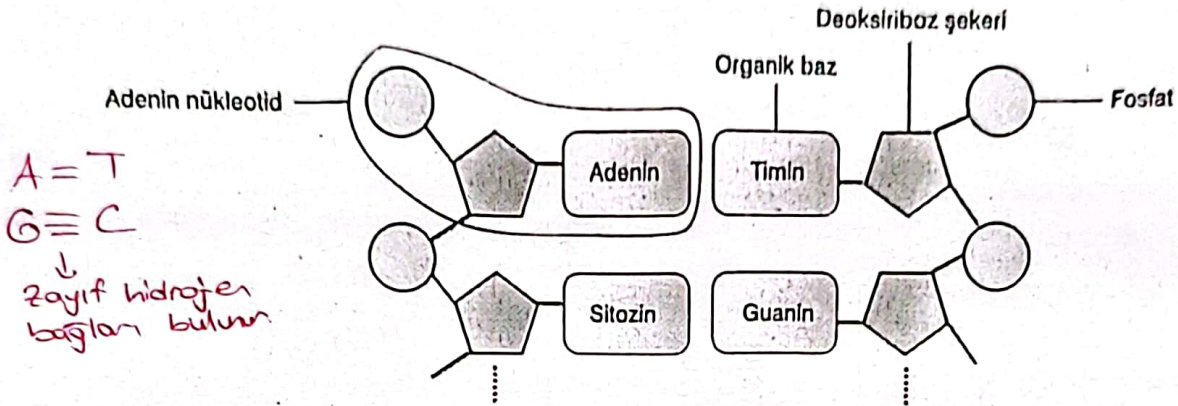 Deoksiriboz şekeri
Organik baz
Adenin nükleotid
Fosfat
Adenin
Timin
A = T
G ≡ C
↓
Zayıf hidrojen
bağları bulunur
Sitozin
Guanin